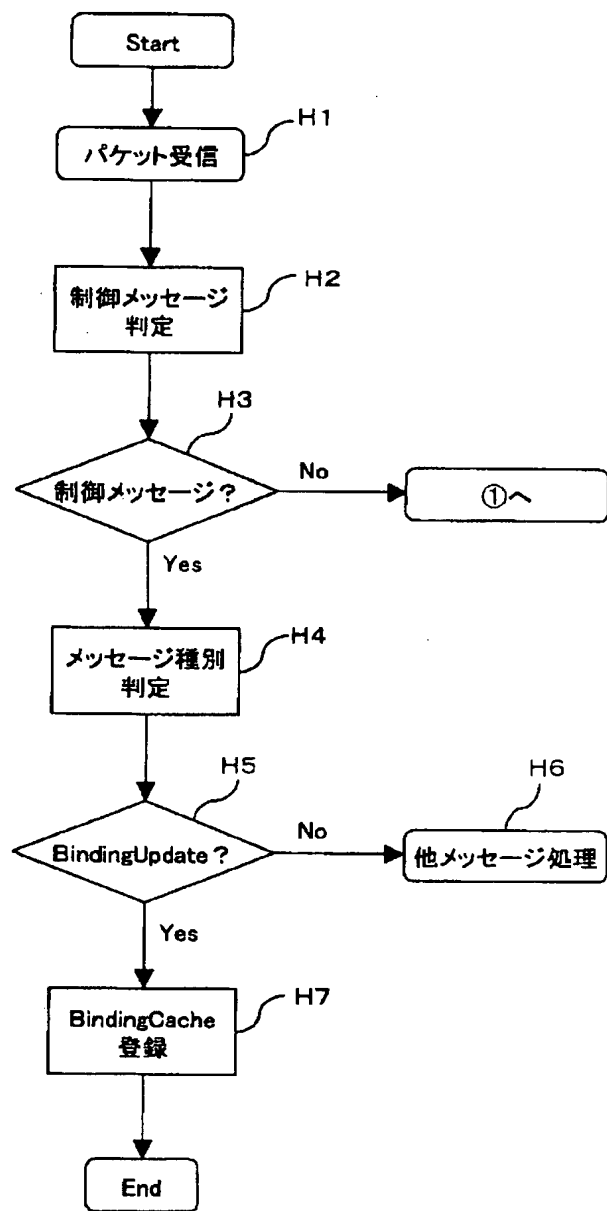 Start
H1
パケット受信
H2
制御メッセージ
判定
H3
制御メッセージ?
No
①へ
Yes
H4
メッセージ種別
判定
H5
H6
BindingUpdate?
No
他メッセージ処理
Yes
H7
BindingCache
登録
End